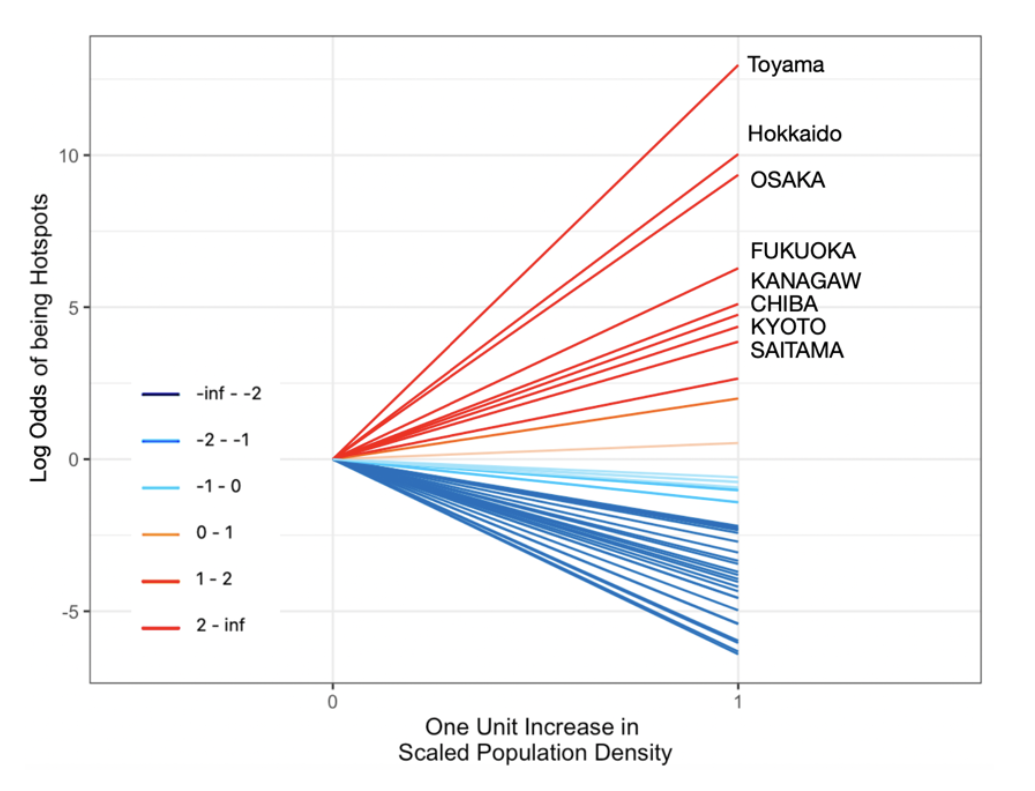 Toyama
Hokkaido
10
OSAKA
FUKUOKA
KANAGAW
5
CHIBA
KYOTO
SAITAMA
Log Odds of being Hotspots
-inf - -2
-2 - -1
0
-1 - 0
0 - 1
1 - 2
-5
2 - inf
0
1
One Unit Increase in
Scaled Population Density